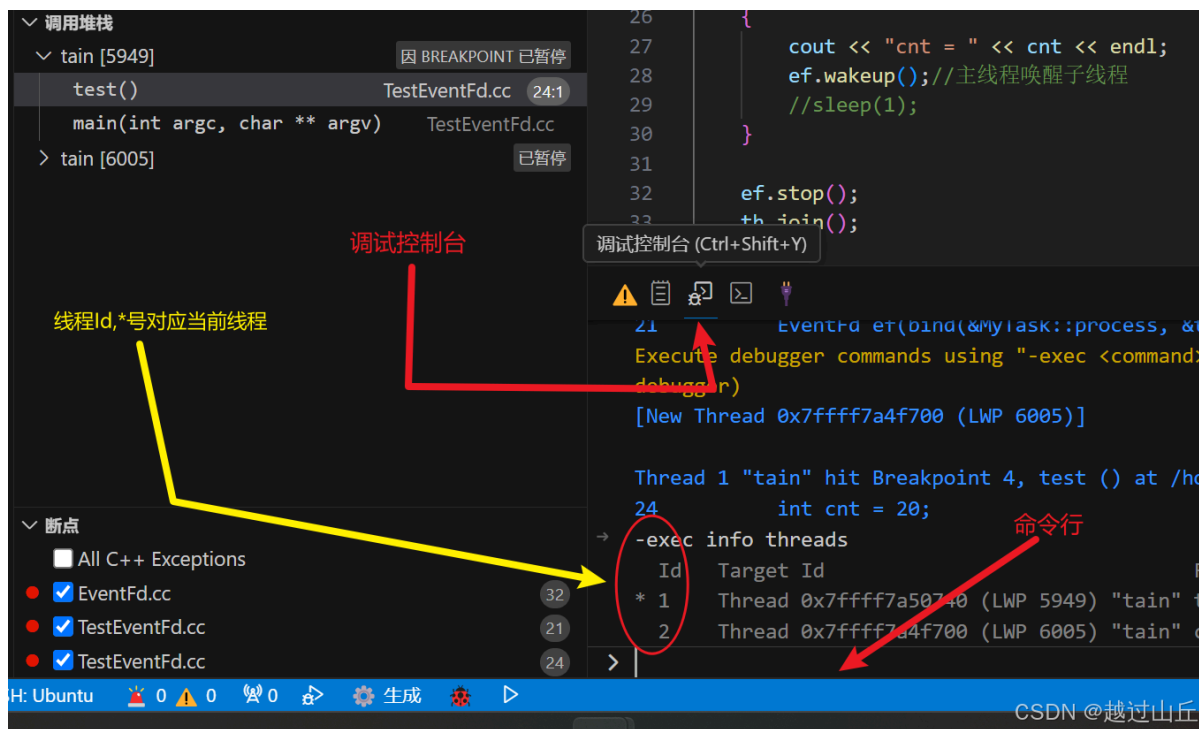 调用堆栈
tain [5949]
因 BREAKPOINT 已暂停
test()
TestEventFd.cc
24:1
main(int argc, char ** argv)
TestEventFd.cc
tain [6005]
已暂停
调试控制台
线程Id,*号对应当前线程
断点
All C++ Exceptions
EventFd.cc
32
TestEventFd.cc
21
TestEventFd.cc
24
26 {
27 cout << "cnt = " << cnt << endl;
28 ef.wakeup();//主线程唤醒子线程
29 //sleep(1);
30 }
31
32 ef.stop();
33 th.join();
调试控制台 (Ctrl+Shift+Y)
21 EventFd ef(bind(&MyTask::process, &t
Execute debugger commands using "-exec <command>
debugger)
[New Thread 0x7ffff7a4f700 (LWP 6005)]
Thread 1 "tain" hit Breakpoint 4, test () at /ho
24 int cnt = 20;
命令行
-exec info threads
Id Target Id
* 1 Thread 0x7ffff7a50740 (LWP 5949) "tain" t
2 Thread 0x7ffff7a4f700 (LWP 6005) "tain" c
SH: Ubuntu 0 0 0 生成
CSDN @越过山丘